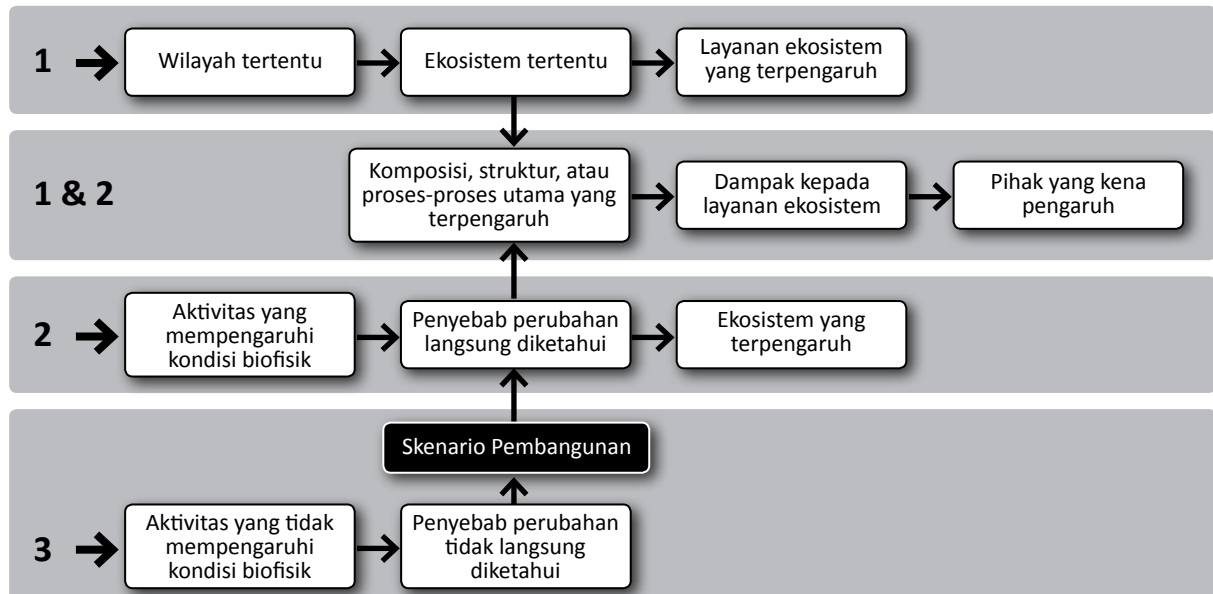 1
Wilayah tertentu
Ekosistem tertentu
Layanan ekosistem
yang terpengaruh
1 & 2
Komposisi, struktur, atau
proses-proses utama yang
terpengaruh
Dampak kepada
layanan ekosistem
Pihak yang kena
pengaruh
2
Aktivitas yang
mempengaruhi
kondisi biofisik
Penyebab perubahan
langsung diketahui
Ekosistem yang
terpengaruh
Skenario Pembangunan
3
Aktivitas yang tidak
mempengaruhi
kondisi biofisik
Penyebab perubahan
tidak langsung
diketahui